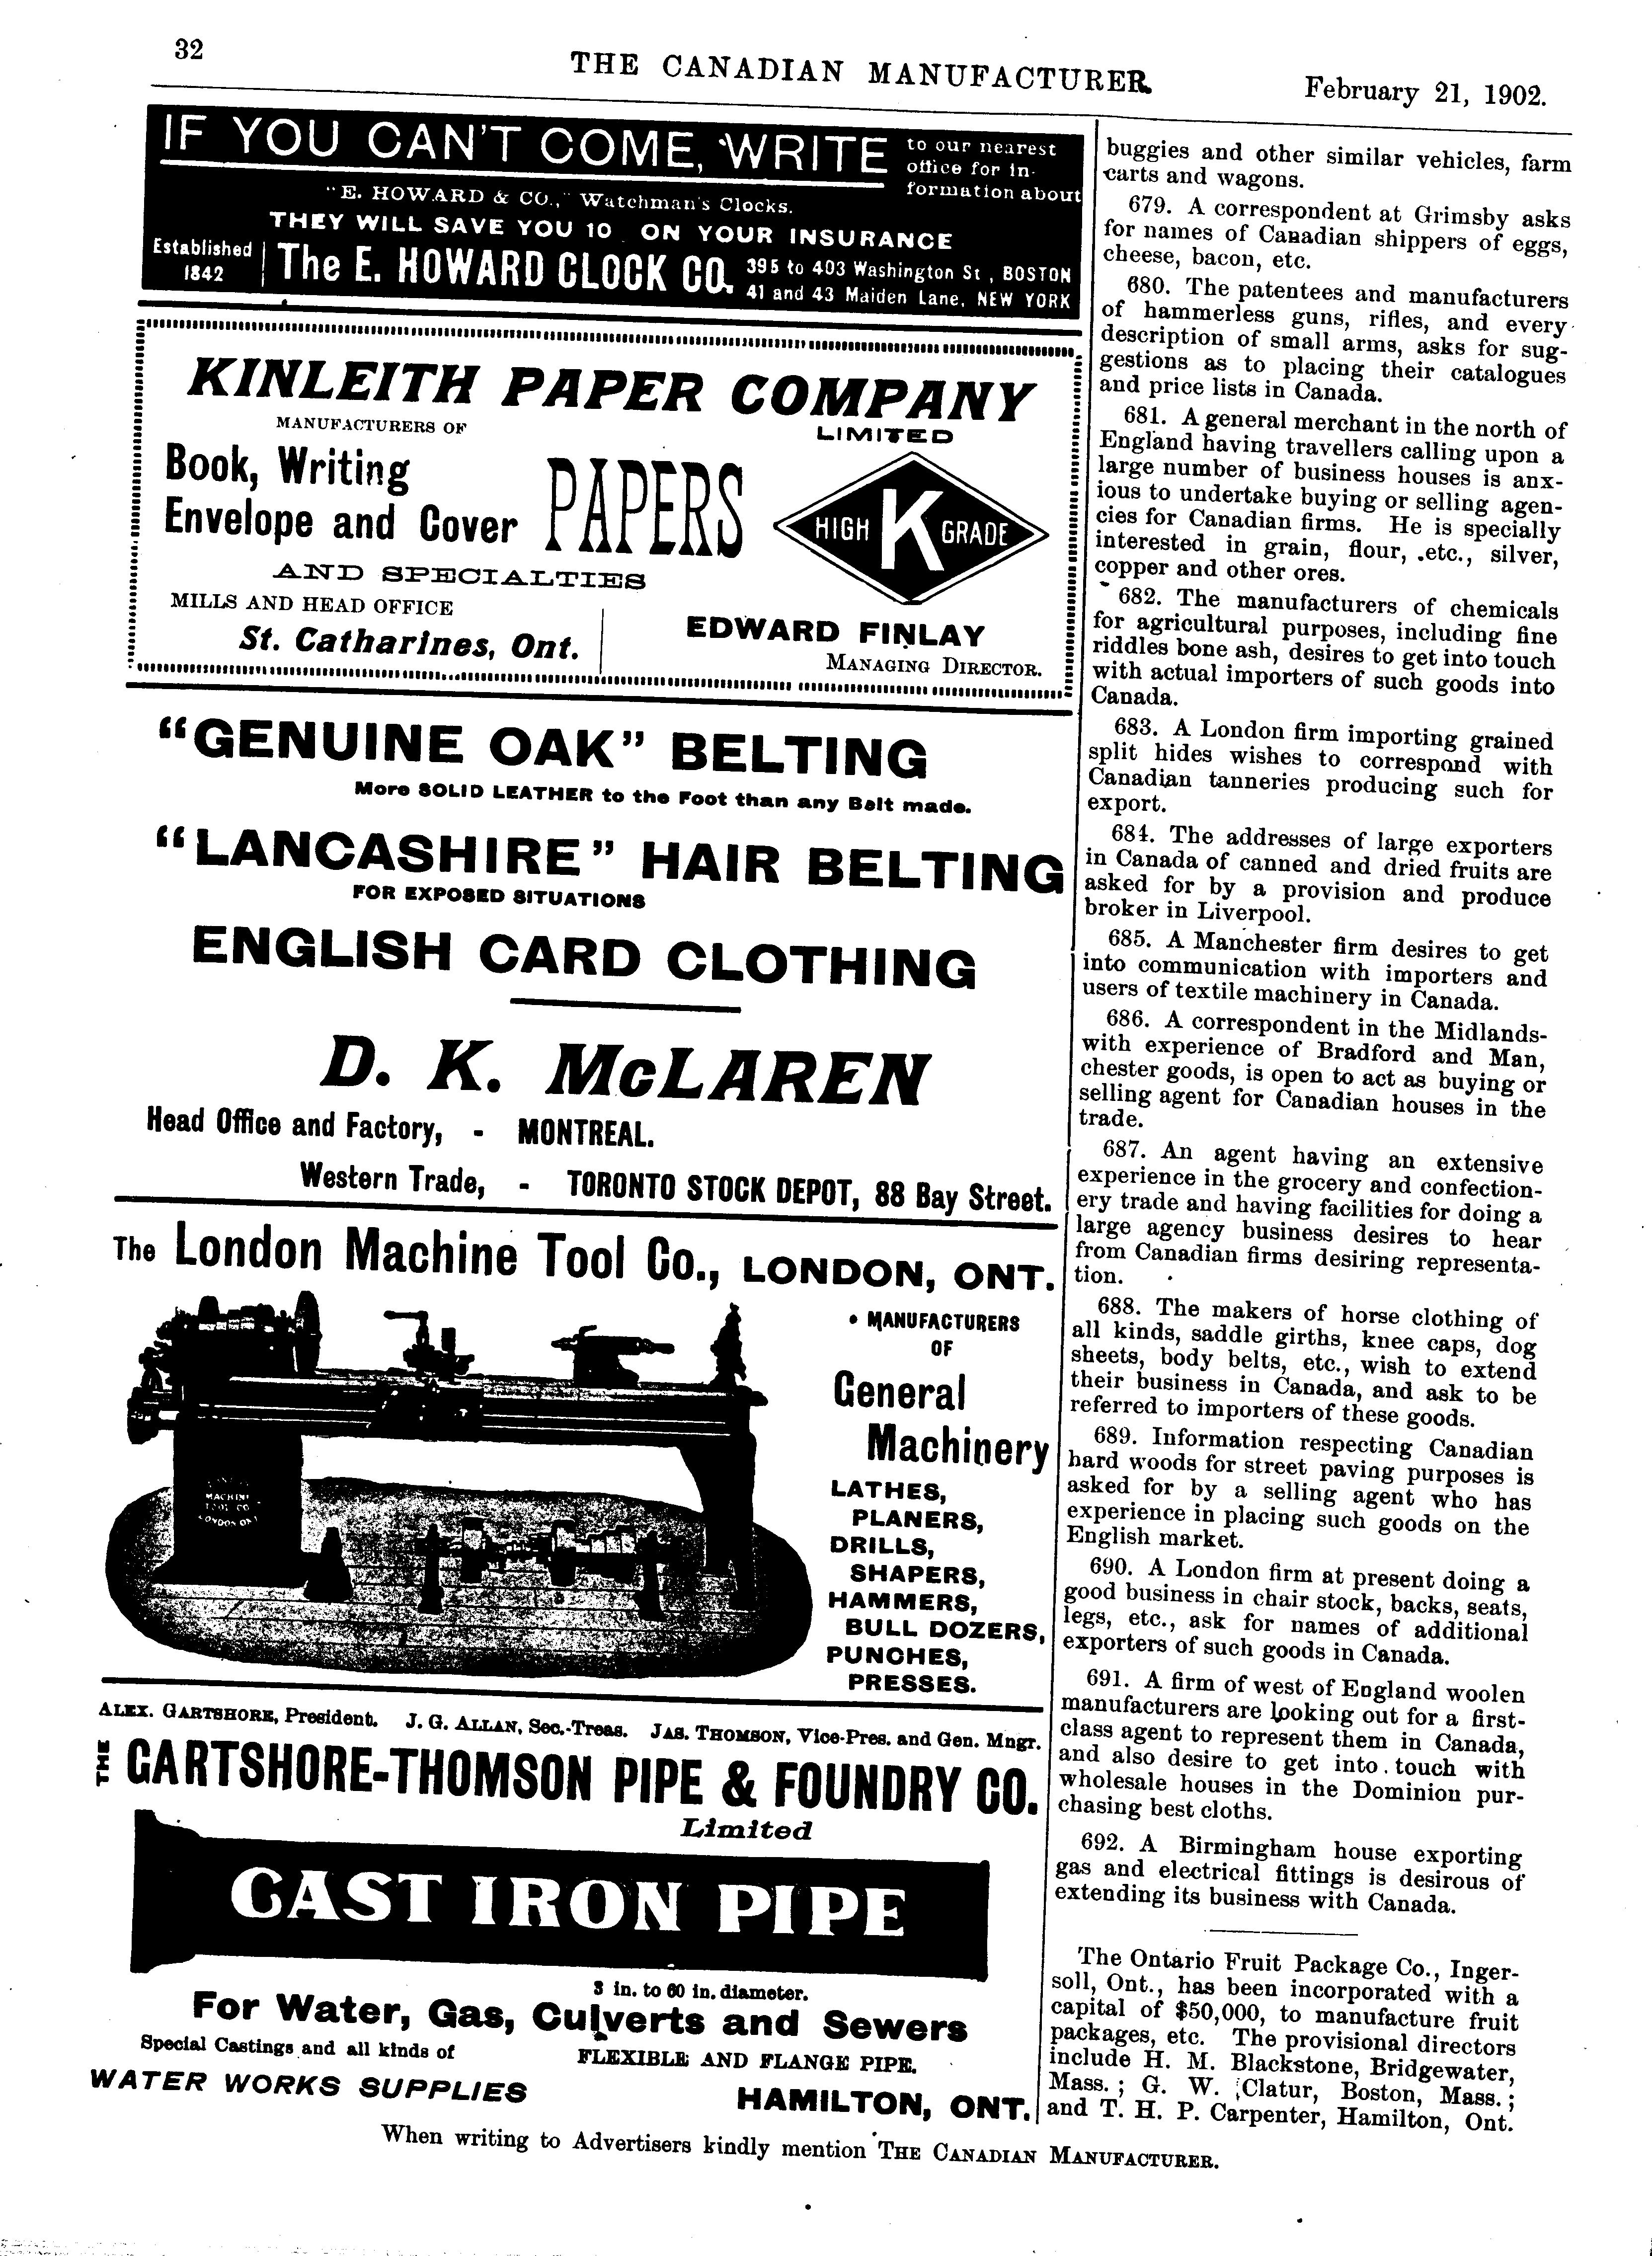 32
THE CANADIAN MANUFACTURER.
February 21, 1902.
IF YOU CAN'T COME, WRITE
to our nearest
office for in-
formation about
"E. HOWARD & CO.," Watchman's Clocks.
THEY WILL SAVE YOU 10 ON YOUR INSURANCE
Established
1842
The E. HOWARD CLOCK CO.
395 to 403 Washington St., BOSTON
41 and 43 Maiden Lane, NEW YORK
KINLEITH PAPER COMPANY
MANUFACTURERS OF
LIMITED
Book, Writing
Envelope and Cover
PAPERS
HIGH K GRADE
AND SPECIALTIES
MILLS AND HEAD OFFICE
St. Catharines, Ont.
EDWARD FINLAY
MANAGING DIRECTOR.
"GENUINE OAK" BELTING
More SOLID LEATHER to the Foot than any Belt made.
"LANCASHIRE" HAIR BELTING
FOR EXPOSED SITUATIONS
ENGLISH CARD CLOTHING
D. K. McLAREN
Head Office and Factory, - MONTREAL.
Western Trade, - TORONTO STOCK DEPOT, 88 Bay Street.
The London Machine Tool Co., LONDON, ONT.
MANUFACTURERS
OF
General
Machinery
LATHES,
PLANERS,
DRILLS,
SHAPERS,
HAMMERS,
BULL DOZERS,
PUNCHES,
PRESSES.
MACHINE
TOOL CO
LONDON ONT
ALEX. GARTSHORE, President. J. G. ALLAN, Sec.-Treas. JAS. THOMSON, Vice-Pres. and Gen. Mngr.
THE GARTSHORE-THOMSON PIPE & FOUNDRY CO.
Limited
CAST IRON PIPE
3 in. to 60 in. diameter.
For Water, Gas, Culverts and Sewers
Special Castings and all kinds of
FLEXIBLE AND FLANGE PIPE.
WATER WORKS SUPPLIES
HAMILTON, ONT.
buggies and other similar vehicles, farm
carts and wagons.
679. A correspondent at Grimsby asks
for names of Canadian shippers of eggs,
cheese, bacon, etc.
680. The patentees and manufacturers
of hammerless guns, rifles, and every
description of small arms, asks for sug-
gestions as to placing their catalogues
and price lists in Canada.
681. A general merchant in the north of
England having travellers calling upon a
large number of business houses is anx-
ious to undertake buying or selling agen-
cies for Canadian firms. He is specially
interested in grain, flour, etc., silver,
copper and other ores.
682. The manufacturers of chemicals
for agricultural purposes, including fine
riddles bone ash, desires to get into touch
with actual importers of such goods into
Canada.
683. A London firm importing grained
split hides wishes to correspond with
Canadian tanneries producing such for
export.
684. The addresses of large exporters
in Canada of canned and dried fruits are
asked for by a provision and produce
broker in Liverpool.
685. A Manchester firm desires to get
into communication with importers and
users of textile machinery in Canada.
686. A correspondent in the Midlands-
with experience of Bradford and Man,
chester goods, is open to act as buying or
selling agent for Canadian houses in the
trade.
687. An agent having an extensive
experience in the grocery and confection-
ery trade and having facilities for doing a
large agency business desires to hear
from Canadian firms desiring representa-
tion.
688. The makers of horse clothing of
all kinds, saddle girths, knee caps, dog
sheets, body belts, etc., wish to extend
their business in Canada, and ask to be
referred to importers of these goods.
689. Information respecting Canadian
hard woods for street paving purposes is
asked for by a selling agent who has
experience in placing such goods on the
English market.
690. A London firm at present doing a
good business in chair stock, backs, seats,
legs, etc., ask for names of additional
exporters of such goods in Canada.
691. A firm of west of England woolen
manufacturers are looking out for a first-
class agent to represent them in Canada,
and also desire to get into touch with
wholesale houses in the Dominion pur-
chasing best cloths.
692. A Birmingham house exporting
gas and electrical fittings is desirous of
extending its business with Canada.
The Ontario Fruit Package Co., Inger-
soll, Ont., has been incorporated with a
capital of $50,000, to manufacture fruit
packages, etc. The provisional directors
include H. M. Blackstone, Bridgewater,
Mass.; G. W. Clatur, Boston, Mass.;
and T. H. P. Carpenter, Hamilton, Ont.
When writing to Advertisers kindly mention THE CANADIAN MANUFACTURER.